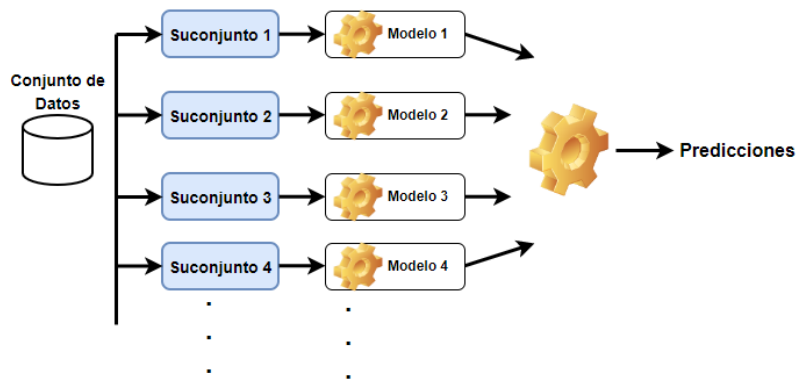 Conjunto de
Datos
Suconjunto 1
Modelo 1
Suconjunto 2
Modelo 2
Suconjunto 3
Modelo 3
Suconjunto 4
Modelo 4
Predicciones